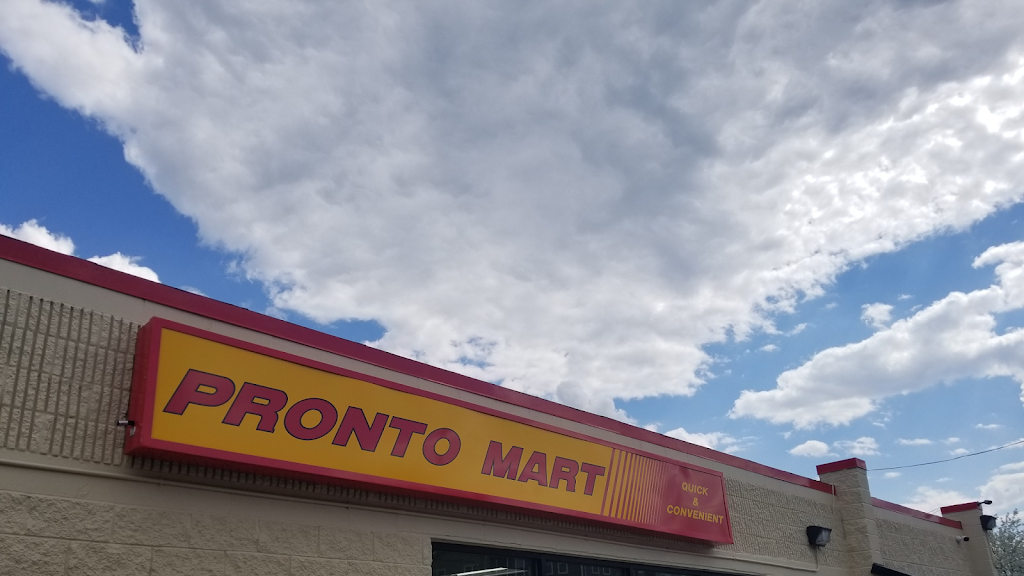 PRONTO MART
QUICK
&
CONVENIENT